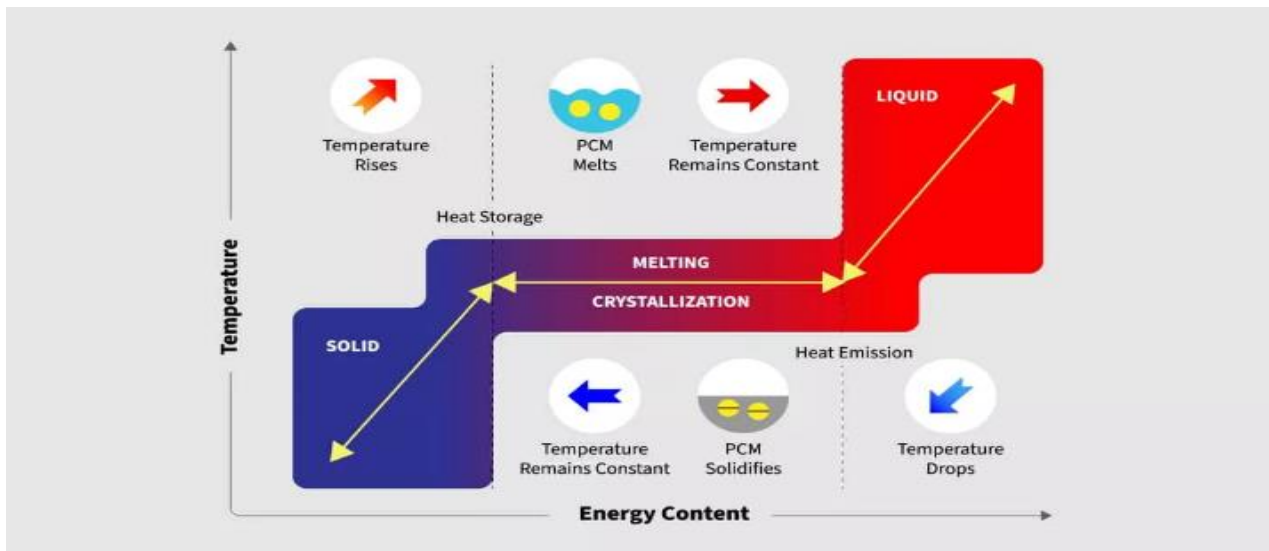 Temperature
Rises
PCM
Melts
Temperature
Remains Constant
LIQUID
Heat Storage
MELTING
CRYSTALLIZATION
SOLID
Heat Emission
Temperature
Remains Constant
PCM
Solidifies
Temperature
Drops
Temperature
Energy Content